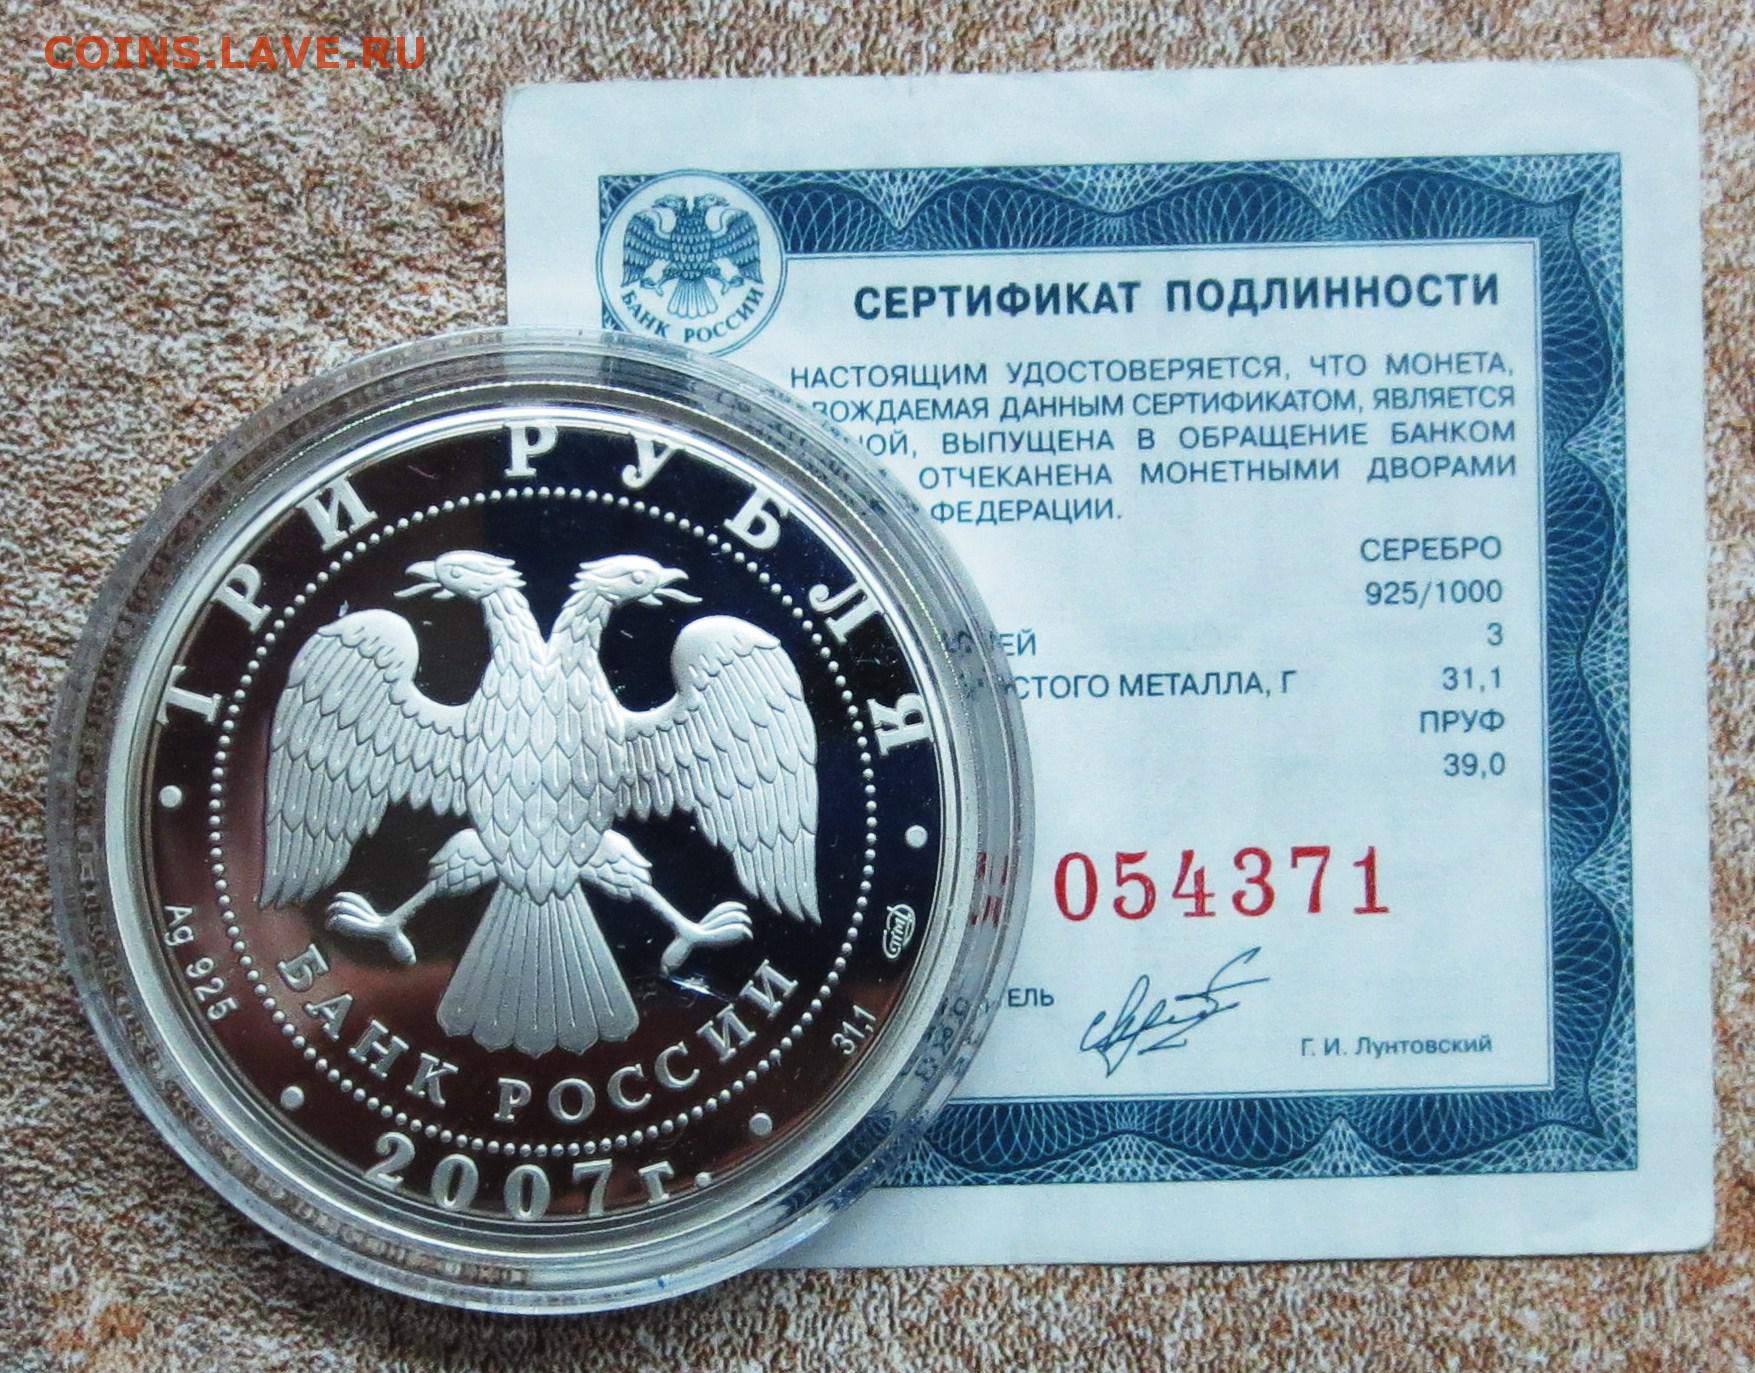 COINS.LAVE.RU
БАНК РОССИИ
СЕРТИФИКАТ ПОДЛИННОСТИ
НАСТОЯЩИМ УДОСТОВЕРЯЕТСЯ, ЧТО МОНЕТА,
ВОЖДАЕМАЯ ДАННЫМ СЕРТИФИКАТОМ, ЯВЛЯЕТСЯ
НОЙ, ВЫПУЩЕНА В ОБРАЩЕНИЕ БАНКОМ
ОТЧЕКАНЕНА МОНЕТНЫМИ ДВОРАМИ
ФЕДЕРАЦИИ.
СЕРЕБРО
925/1000
ЛЕЙ 3
СТОГО МЕТАЛЛА, Г 31,1
ПРУФ
39,0
054371
ТЕЛЬ
Г. И. Лунтовский
ТРИ РУБЛЯ
Ag 925
БАНК РОССИИ
31,1
2007 г.